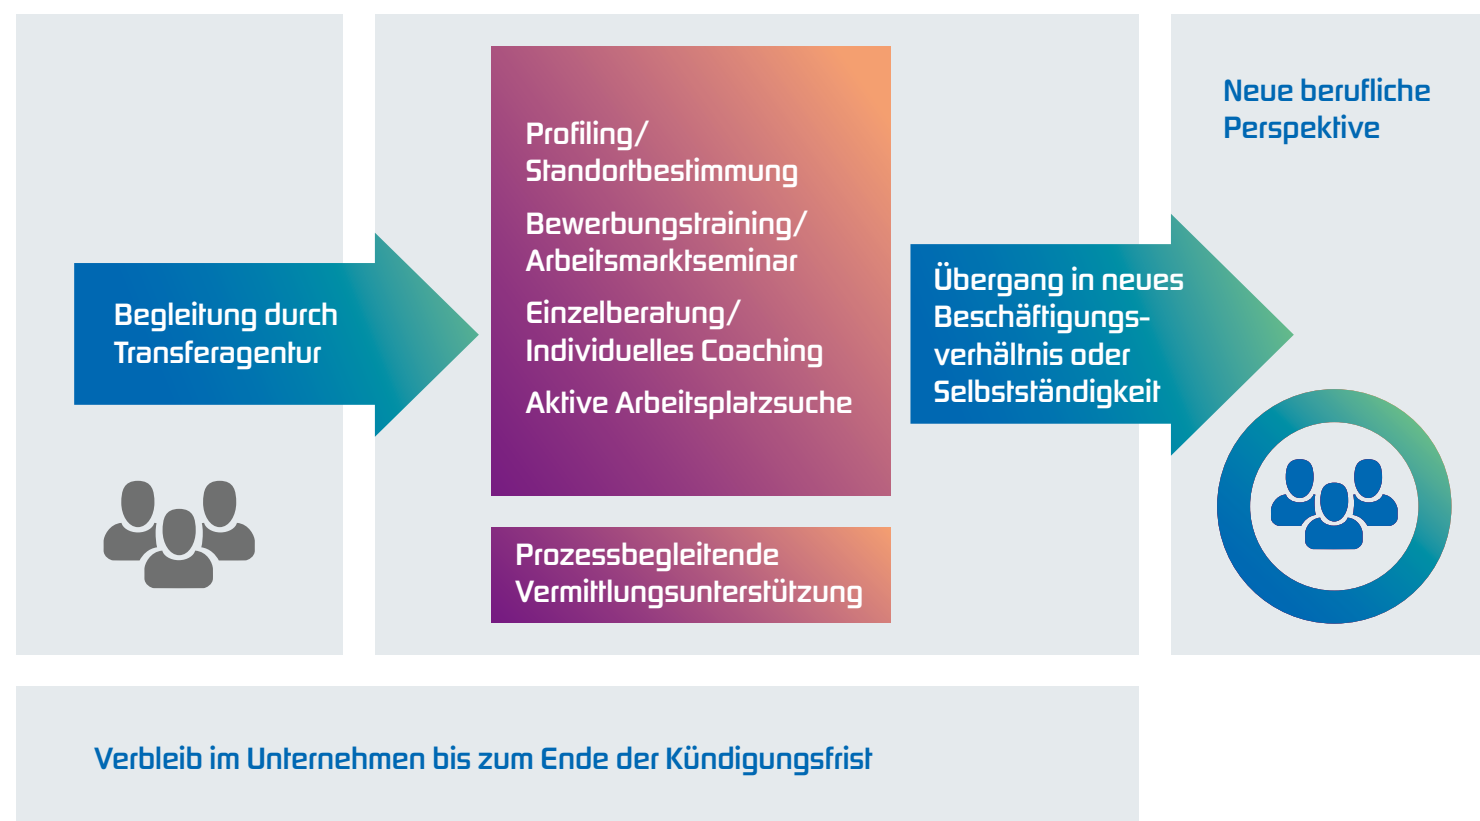 Begleitung durch
Transferagentur
Profiling/
Standortbestimmung
Bewerbungstraining/
Arbeitsmarktseminar
Einzelberatung/
Individuelles Coaching
Aktive Arbeitsplatzsuche
Prozessbegleitende
Vermittlungsunterstützung
Übergang in neues
Beschäftigungs-
verhältnis oder
Selbstständigkeit
Neue berufliche
Perspektive
Verbleib im Unternehmen bis zum Ende der Kündigungsfrist